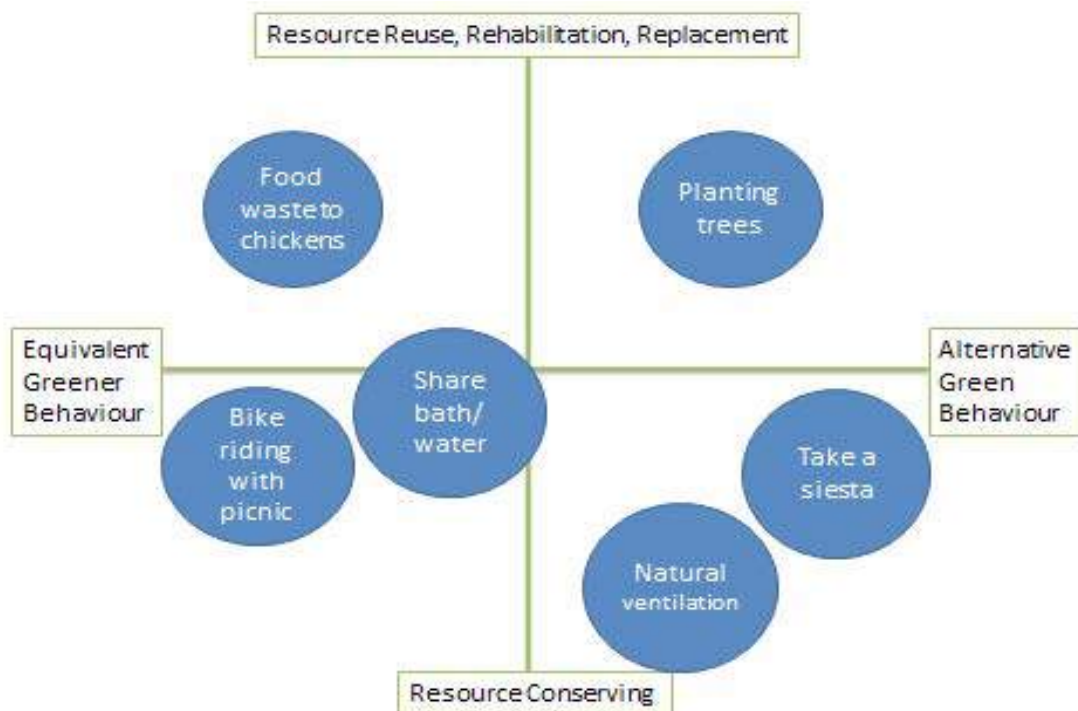 Resource Reuse, Rehabilitation, Replacement
Food
waste to
chickens
Planting
trees
Equivalent
Greener
Behaviour
Alternative
Green
Behaviour
Share
bath/
water
Bike
riding
with
picnic
Take a
siesta
Natural
ventilation
Resource Conserving